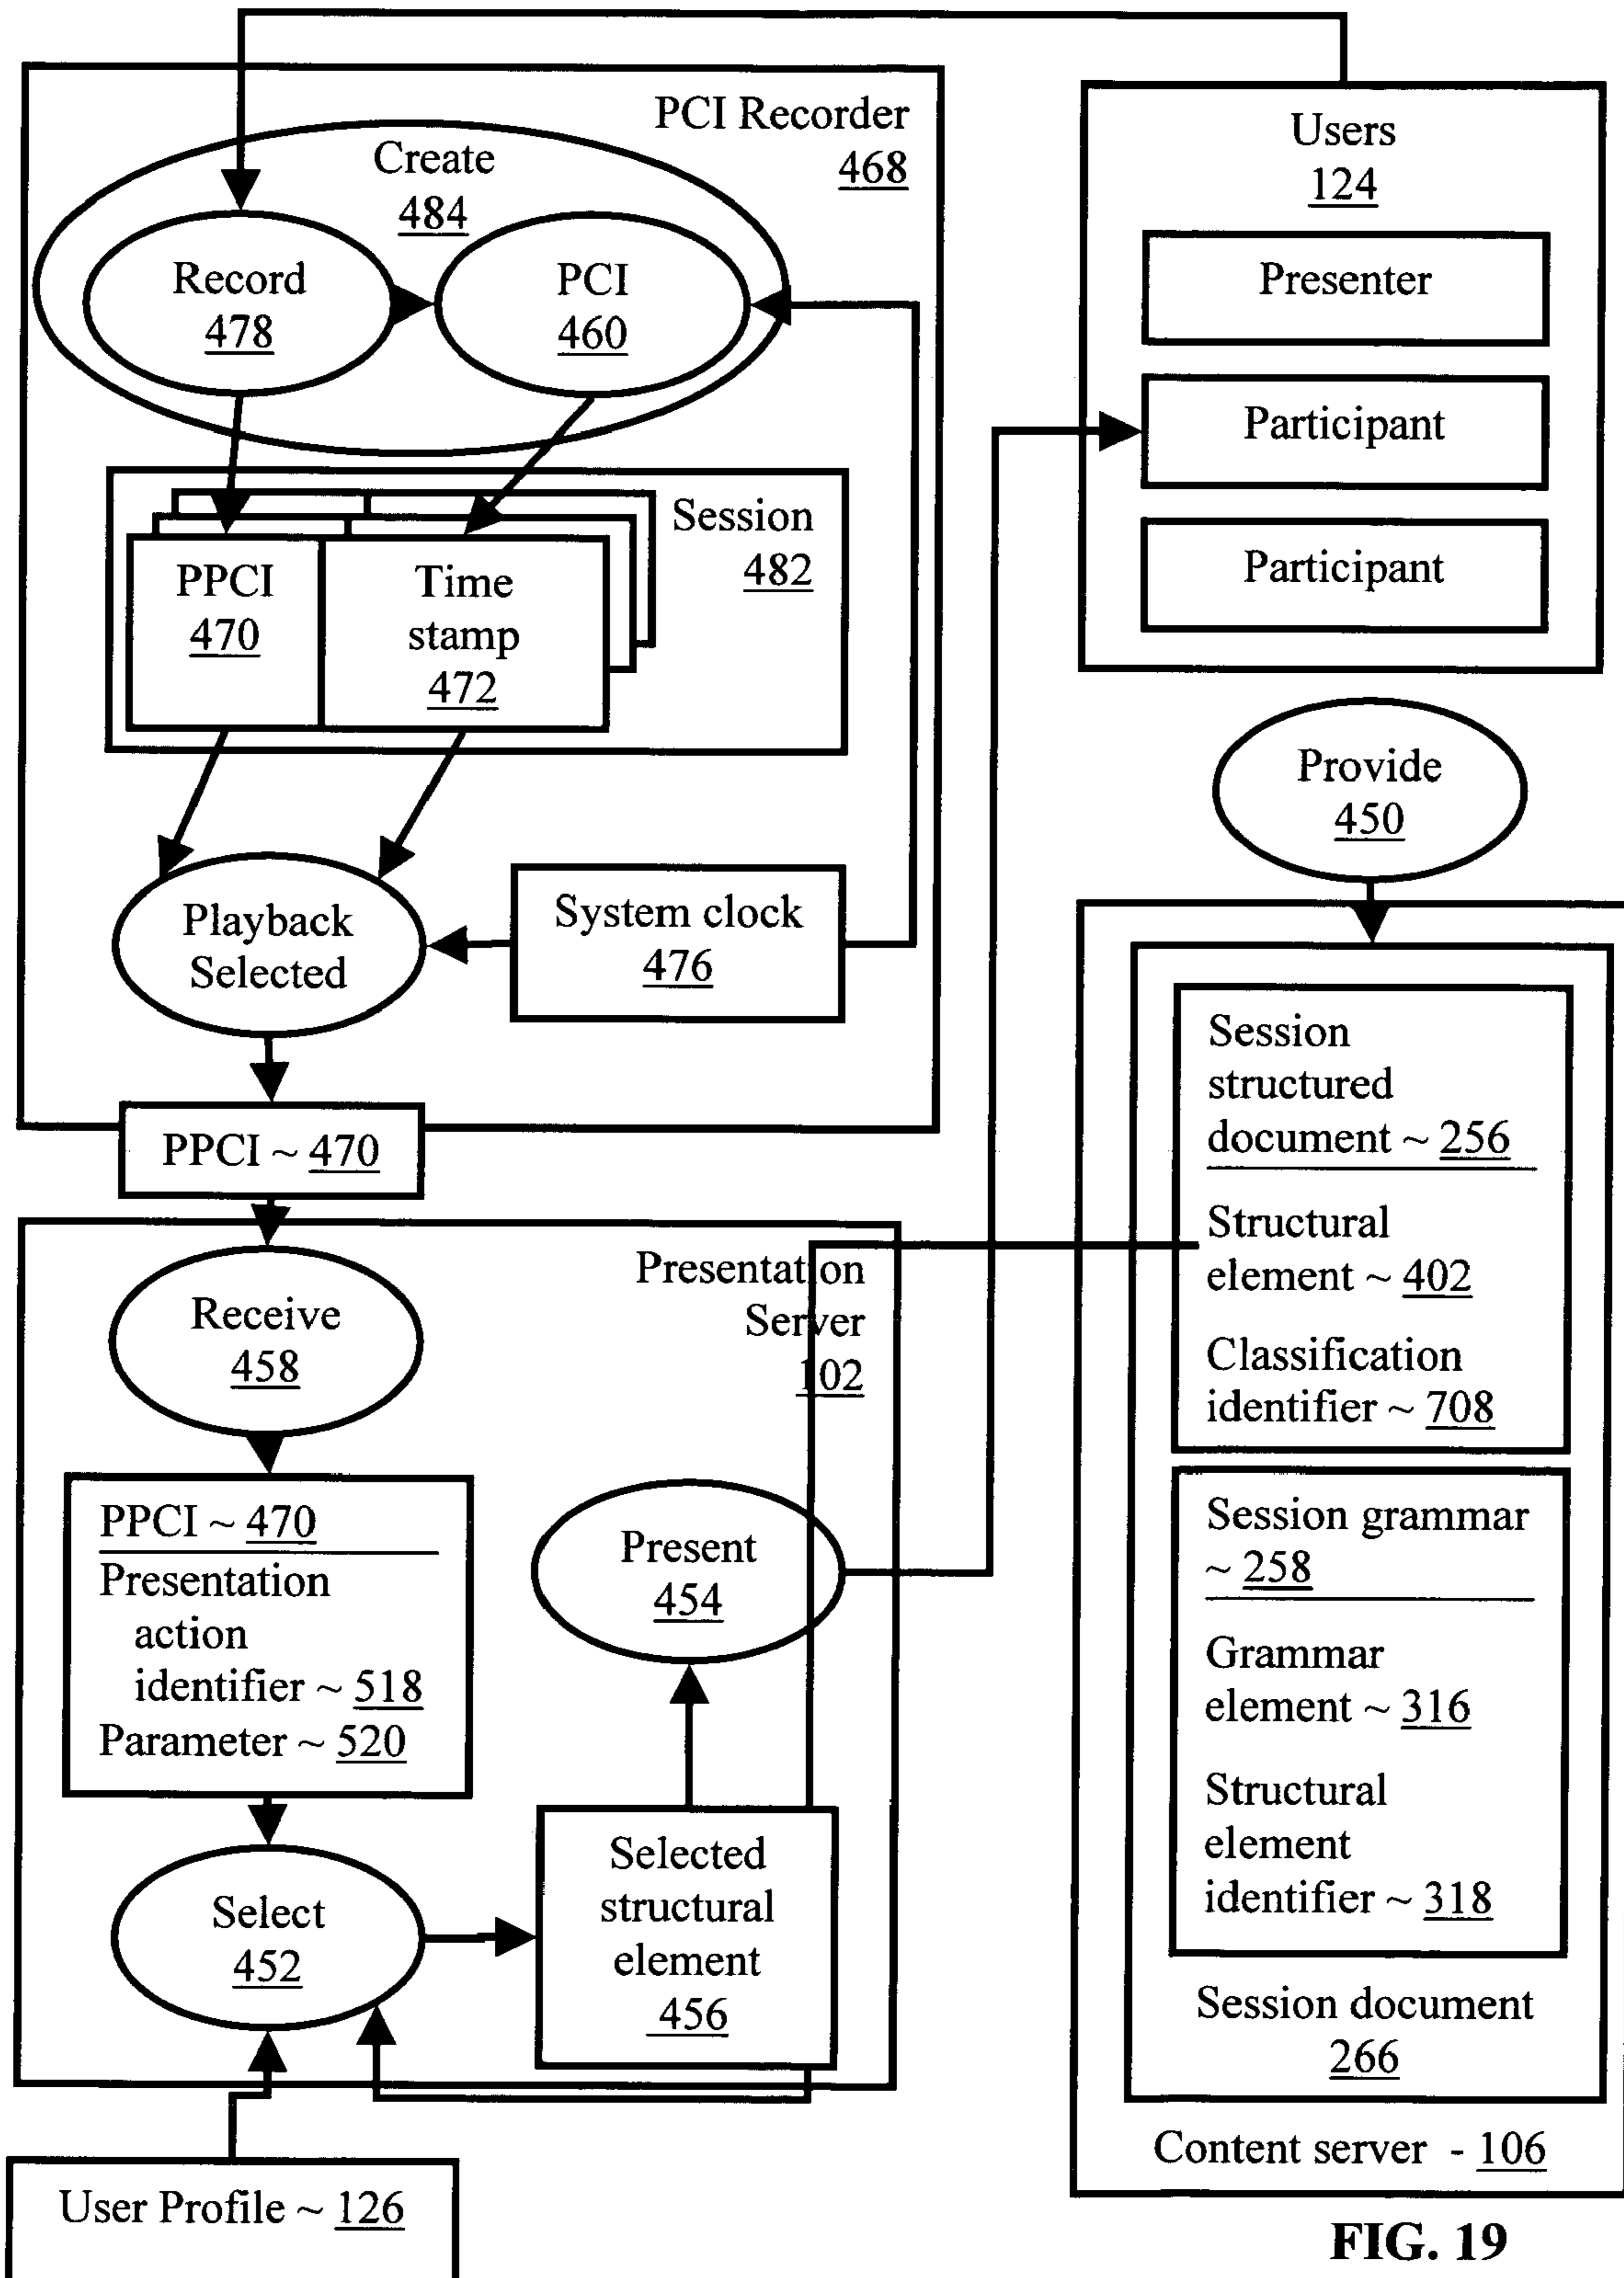 PCI Recorder
468
Create
484
Record
478
PCI
460
Session
482
PPCI
470
Time
stamp
472
Playback
Selected
System clock
476
PPCI ~ 470
Users
124
Presenter
Participant
Participant
Provide
450
Presentation
Server
102
Receive
458
PPCI ~ 470
Presentation
action
identifier ~ 518
Parameter ~ 520
Present
454
Select
452
Selected
structural
element
456
User Profile ~ 126
Session
structured
document ~ 256
Structural
element ~ 402
Classification
identifier ~ 708
Session grammar
~ 258
Grammar
element ~ 316
Structural
element
identifier ~ 318
Session document
266
Content server - 106
FIG. 19